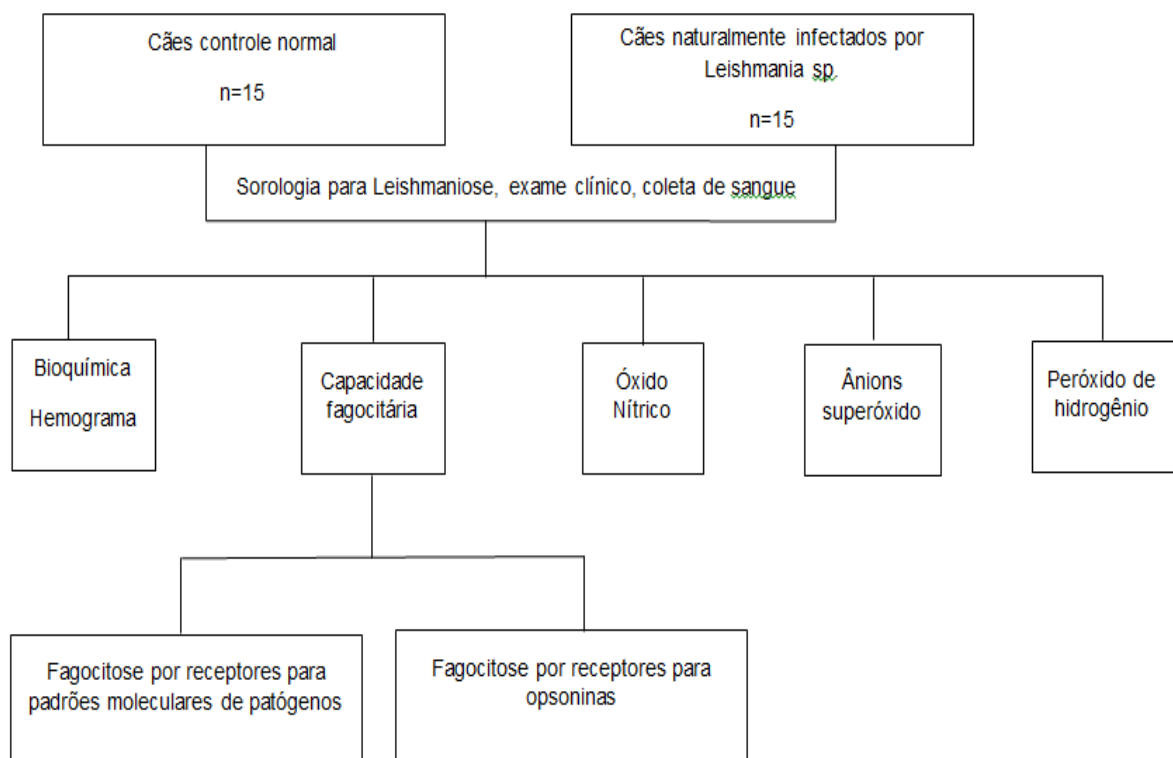 Cães controle normal
n=15
Cães naturalmente infectados por
Leishmania sp.
n=15
Sorologia para Leishmaniose, exame clínico, coleta de sangue
Bioquímica
Hemograma
Capacidade
fagocitária
Óxido
Nítrico
Ânions
superóxido
Peróxido de
hidrogênio
Fagocitose por receptores para
padrões moleculares de patógenos
Fagocitose por receptores para
opsoninas